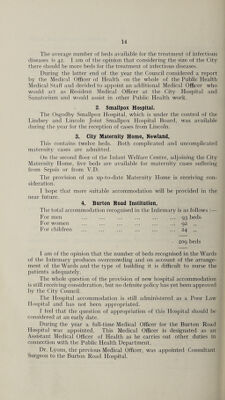 14
The average number of beds available for the treatment of infectious
diseases is 42. I am of the opinion that considering the size of the City
there should be more beds for the treatment of infectious diseases.
During the latter end of the year the Council considered a report
by the Medical Officer of Health on the whole of the Public Health
Medical Staff and decided to appoint an additional Medical Officer who
would act as Resident Medical Officer at the City Hospital and
Sanatorium and would assist in other Public Health work.
2. Smallpox Hospital.
The Osgodby Smallpox Hospital, which is under the control of the
Lindsey and Lincoln Joint Smallpox Hospital Board, was available
during the year for the reception of cases from Lincoln.
3. City Maternity Home, Newland.
This contains twelve beds. Both complicated and uncomplicated
maternity cases are admitted.
On the second floor of the Infant Welfare Centre, adjoining the City
Maternity Home, five beds are available for maternity cases suffering
from Sepsis or from V.D.
The provision of an up-to-date Maternity Home is receiving con-
sideration.
I hope that more suitable accommodation will be provided in the
near future.
4. Burton Road Institution.
The total accommodation recognised in the Infirmary is as follows :—
For men ... ... ... ... ... 93 beds
For women ... ... ... ... ... 92 ..
For children ... ... ... ... ... 24 ..
209 beds
I am of the opinion that the number of beds recognised in the Wards
of the Infirmary produces overcrowding and on account of the arrange-
ment of the Wards and the type of building it is difficult to nurse the
patients adequately.
The whole question of the provision of new hospital accommodation
is still receiving consideration, but no definite policy has yet been approved
by the City Council.
The Hospital accommodation is still administered as a Poor Law
Hospital and has not been appropriated.
I feel that the question of appropriation of this Hospital should be
considered at an early date.
During the year a full-time Medical Officer for the Burton Road
Hospital was appointed. This Medical Officer is designated as an
Assistant Medical Officer of Health as he carries out other duties in
connection with the Public Health Department.
Dr. Lyons, the previous Medical Officer, was appointed Consultant
Surgeon to the Burton Road Hospital.